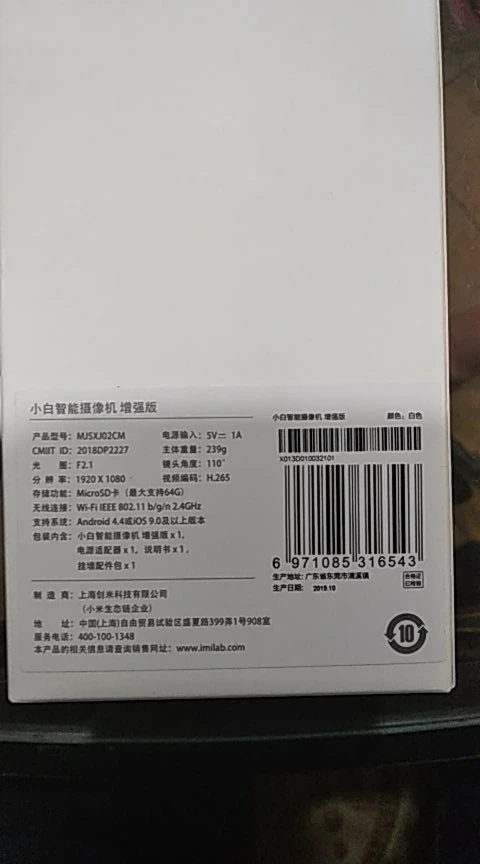 小白智能摄像机 增强版
产品型号：MJSXJ02CM 电源输入：5V⎓ 1A
CMIIT ID：2018DP2227 主体重量：239g
光 圈：F2.1 镜头角度：110°
分 辨 率：1920 X 1080 视频编码：H.265
存储功能：MicroSD卡（最大支持64G）
无线连接：Wi-Fi IEEE 802.11 b/g/n 2.4GHz
支持系统：Android 4.4或iOS 9.0及以上版本
包装内含：小白智能摄像机 增强版 x 1，
电源适配器 x 1，说明书 x 1，
挂墙配件包 x 1
制 造 商：上海创米科技有限公司
（小米生态链企业）
地 址：中国(上海)自由贸易试验区盛夏路399弄1号908室
服务电话：400-100-1348
本产品的相关信息请查询销售网址：www.imilab.com
小白智能摄像机 增强版 颜色：白色
X013D010032101
6 971085 316543
生产地址：广东省东莞市清溪镇
生产日期： 2019.10
合格证
已检验
10